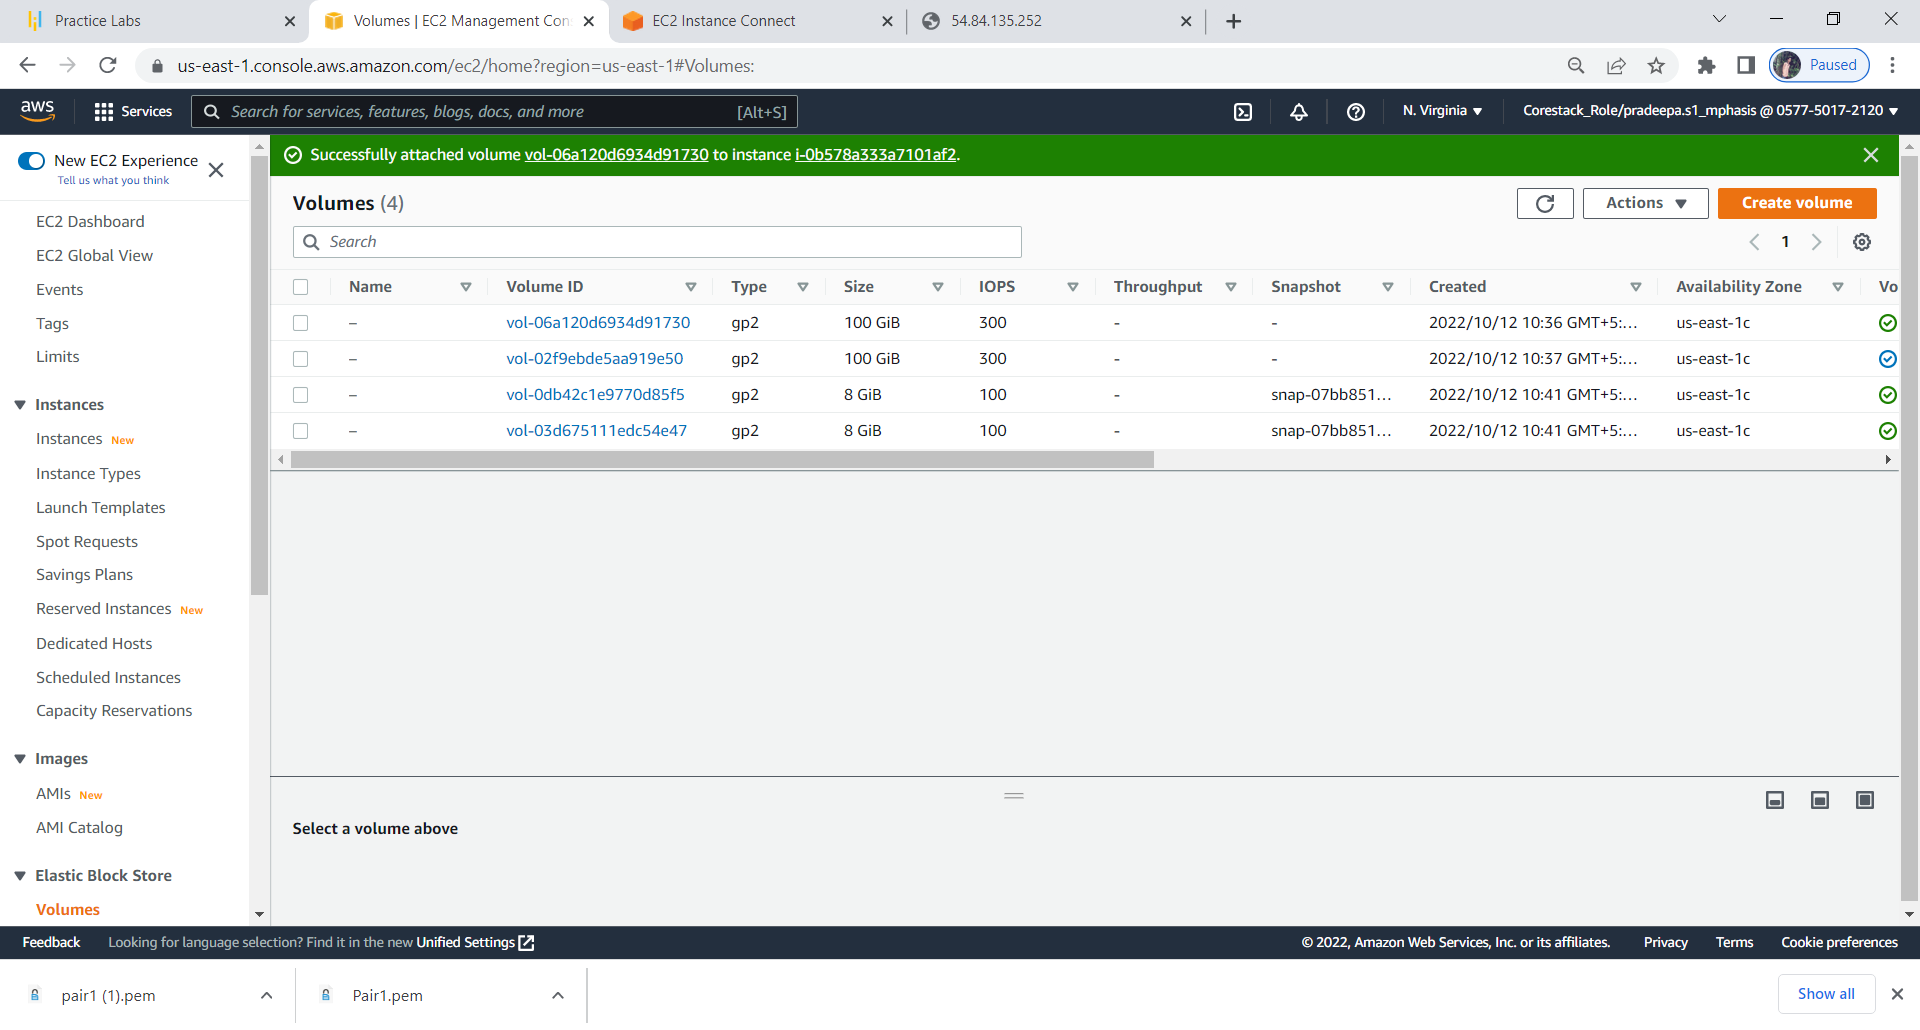 Practice Labs
Volumes | EC2 Management Con
EC2 Instance Connect
54.84.135.252
us-east-1.console.aws.amazon.com/ec2/home?region=us-east-1#Volumes:
Paused
aws
Services
Search for services, features, blogs, docs, and more
[Alt+S]
N. Virginia
Corestack_Role/pradeepa.s1_mphasis @ 0577-5017-2120
New EC2 Experience
Tell us what you think
EC2 Dashboard
EC2 Global View
Events
Tags
Limits
Instances
Instances New
Instance Types
Launch Templates
Spot Requests
Savings Plans
Reserved Instances New
Dedicated Hosts
Scheduled Instances
Capacity Reservations
Images
AMIs New
AMI Catalog
Elastic Block Store
Volumes
Successfully attached volume vol-06a120d6934d91730 to instance i-0b578a333a7101af2.
Volumes (4)
Actions
Create volume
Search
1
Name Volume ID Type Size IOPS Throughput Snapshot Created Availability Zone Vo
– vol-06a120d6934d91730 gp2 100 GiB 300 - - 2022/10/12 10:36 GMT+5:... us-east-1c
– vol-02f9ebde5aa919e50 gp2 100 GiB 300 - - 2022/10/12 10:37 GMT+5:... us-east-1c
– vol-0db42c1e9770d85f5 gp2 8 GiB 100 - snap-07bb851... 2022/10/12 10:41 GMT+5:... us-east-1c
– vol-03d675111edc54e47 gp2 8 GiB 100 - snap-07bb851... 2022/10/12 10:41 GMT+5:... us-east-1c
Select a volume above
Feedback
Looking for language selection? Find it in the new Unified Settings
© 2022, Amazon Web Services, Inc. or its affiliates.
Privacy
Terms
Cookie preferences
pair1 (1).pem
Pair1.pem
Show all